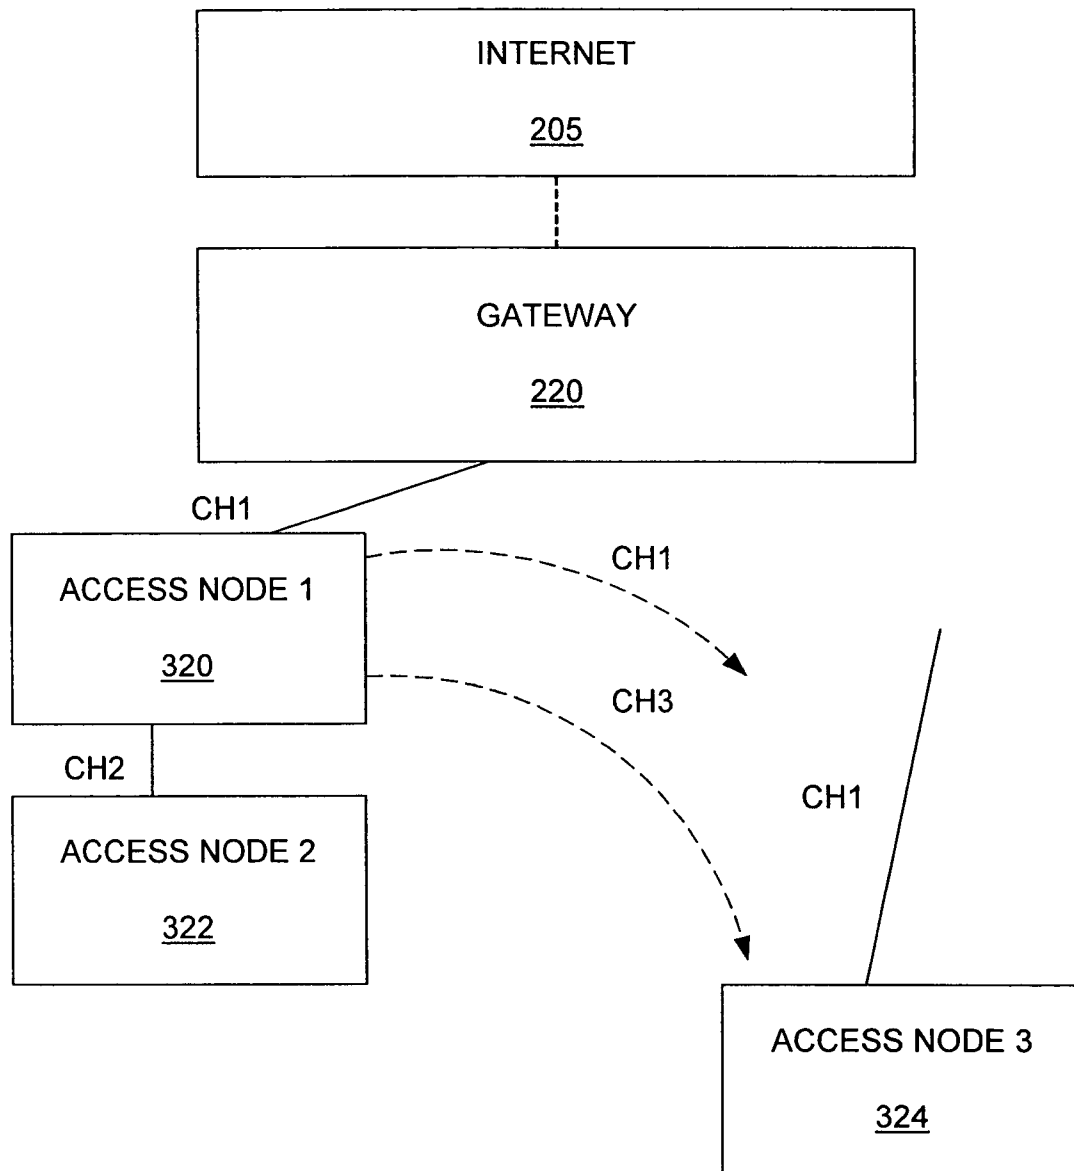 INTERNET
205
GATEWAY
220
CH1
ACCESS NODE 1
320
CH1
CH3
CH2
CH1
ACCESS NODE 2
322
ACCESS NODE 3
324